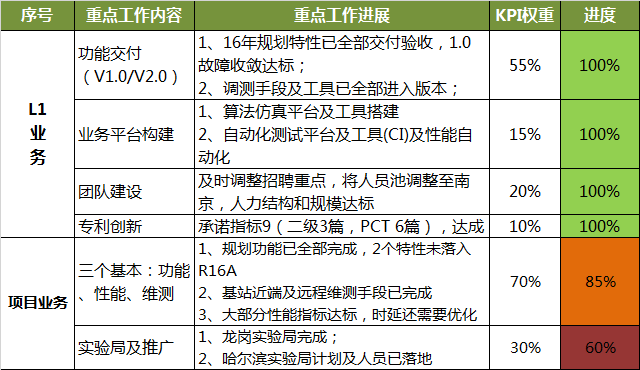 序号 重点工作内容 重点工作进展 KPI权重 进度
L1
业
务
功能交付
（V1.0/V2.0）
1、16年规划特性已全部交付验收，1.0
故障收敛达标；
2、调测手段及工具已全部进入版本；
55% 100%
业务平台构建
1、算法仿真平台及工具搭建
2、自动化测试平台及工具(CI)及性能自
动化
15% 100%
团队建设
及时调整招聘重点，将人员池调整至南
京，人力结构和规模达标
20% 100%
专利创新 承诺指标9（二级3篇，PCT 6篇），达成 10% 100%
项目业务
三个基本：功能
、性能、维测
1、规划功能已全部完成，2个特性未落入
R16A
2、基站近端及远程维测手段已完成
3、大部分性能指标达标，时延还需要优化
70% 85%
实验局及推广
1、龙岗实验局完成；
2、哈尔滨实验局计划及人员已落地
30% 60%